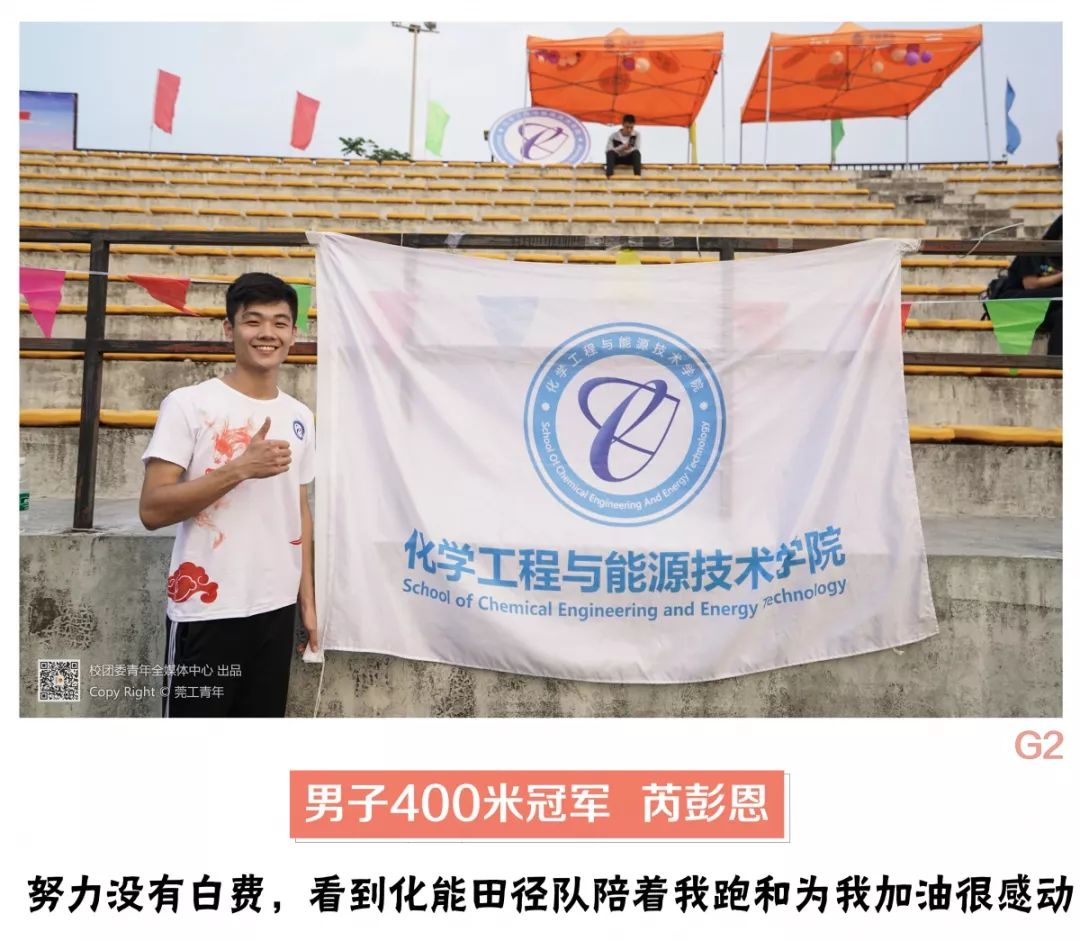 化学工程与能源技术学院
School Of Chemical Engineering And Energy Technology
化学工程与能源技术学院
School of Chemical Engineering and Energy Technology
校团委青年全媒体中心 出品
Copy Right © 莞工青年
G2
男子400米冠军 芮彭恩
努力没有白费，看到化能田径队陪着我跑和为我加油很感动